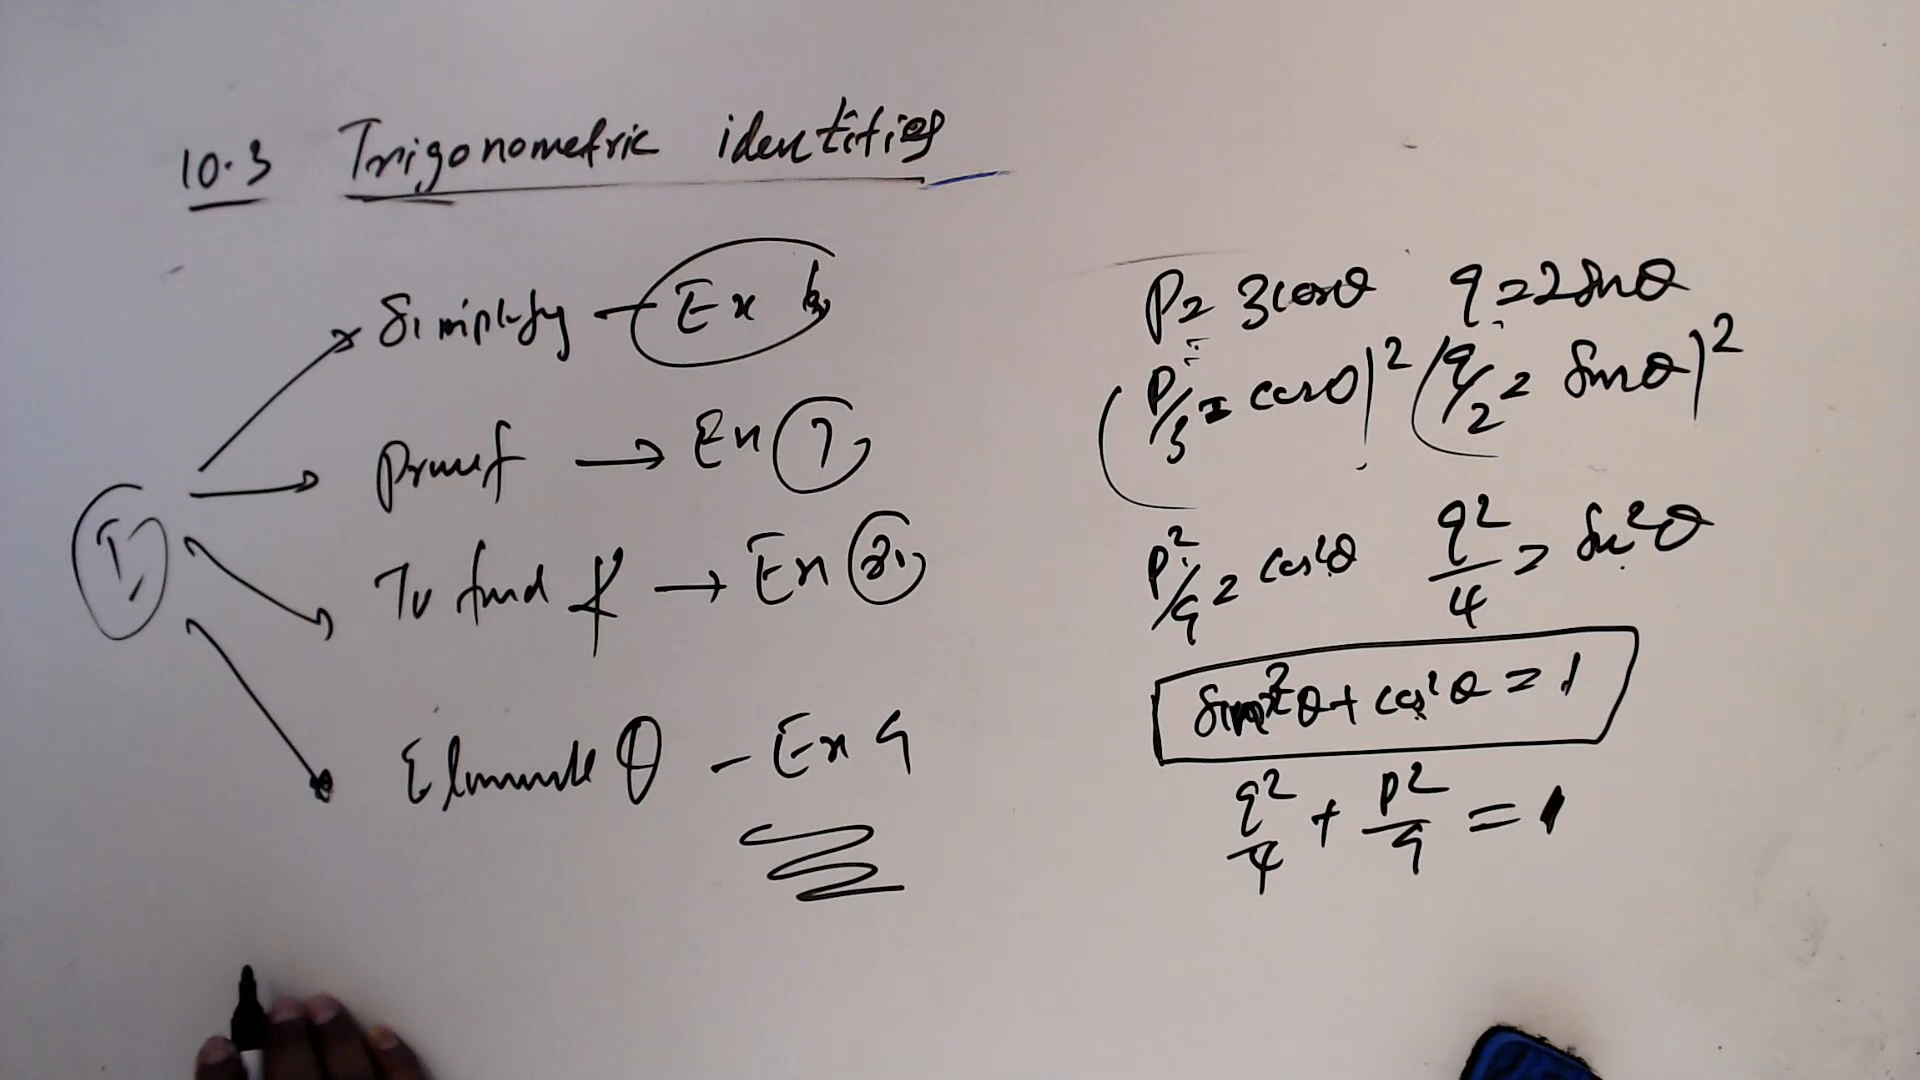 10.3 Trigonometric identities
Simplify - Ex 6
Proof → Ex 7
To find → Ex 8
Eliminate θ - Ex 9
P = 3cosθ q = 2sinθ
(P/3 = cosθ)² (q/2 = sinθ)²
P²/9 = cos²θ q²/4 = sin²θ
sin²θ + cos²θ = 1
q²/4 + P²/9 = 1